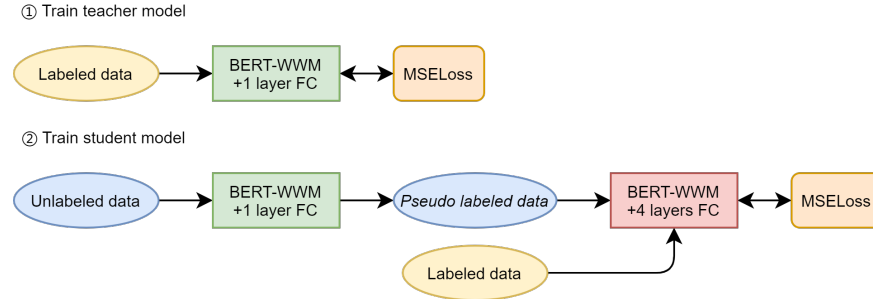 ① Train teacher model
Labeled data
BERT-WWM
+1 layer FC
MSELoss
② Train student model
Unlabeled data
BERT-WWM
+1 layer FC
Pseudo labeled data
BERT-WWM
+4 layers FC
MSELoss
Labeled data